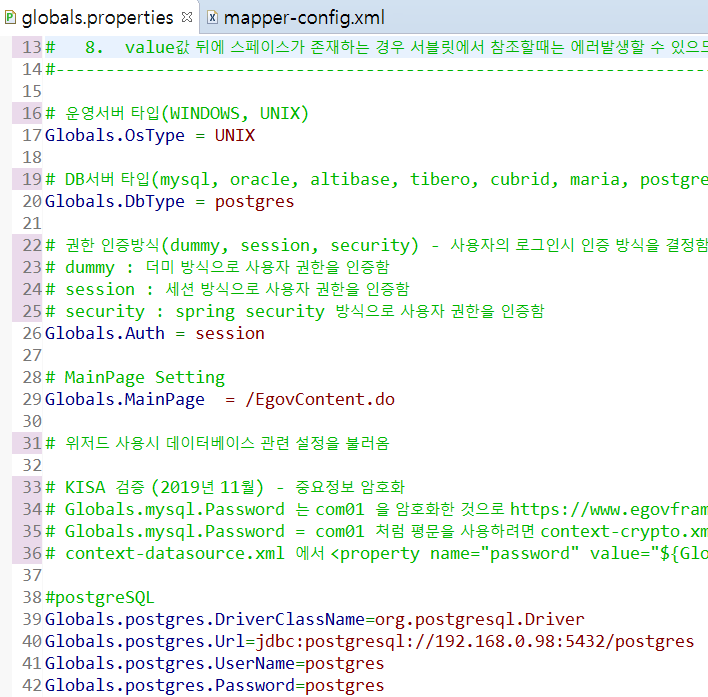 globals.properties mapper-config.xml
13 # 8. value값 뒤에 스페이스가 존재하는 경우 서블릿에서 참조할때는 에러발생할 수 있으므
14 #------------------------------------------------------------------
15
16 # 운영서버 타입(WINDOWS, UNIX)
17 Globals.OsType = UNIX
18
19 # DB서버 타입(mysql, oracle, altibase, tibero, cubrid, maria, postgre
20 Globals.DbType = postgres
21
22 # 권한 인증방식(dummy, session, security) - 사용자의 로그인시 인증 방식을 결정함
23 # dummy : 더미 방식으로 사용자 권한을 인증함
24 # session : 세션 방식으로 사용자 권한을 인증함
25 # security : spring security 방식으로 사용자 권한을 인증함
26 Globals.Auth = session
27
28 # MainPage Setting
29 Globals.MainPage  = /EgovContent.do
30
31 # 위저드 사용시 데이터베이스 관련 설정을 불러옴
32
33 # KISA 검증 (2019년 11월) - 중요정보 암호화
34 # Globals.mysql.Password 는 com01 을 암호화한 것으로 https://www.egovfram
35 # Globals.mysql.Password = com01 처럼 평문을 사용하려면 context-crypto.xm
36 # context-datasource.xml 에서 <property name="password" value="${Glo
37
38 #postgreSQL
39 Globals.postgres.DriverClassName=org.postgresql.Driver
40 Globals.postgres.Url=jdbc:postgresql://192.168.0.98:5432/postgres
41 Globals.postgres.UserName=postgres
42 Globals.postgres.Password=postgres